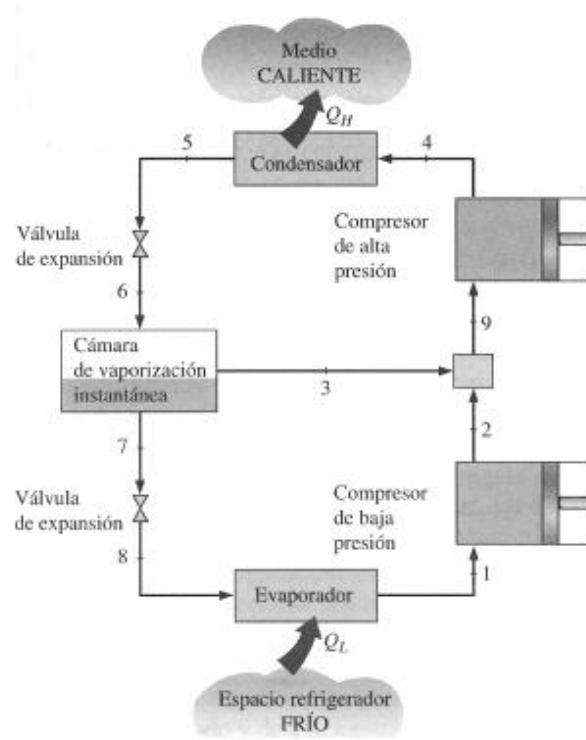 Medio
CALIENTE
Q_H
5
Condensador
4
Compresor
de alta
presión
Válvula
de expansión
6
9
Cámara
de vaporización
instantánea
3
7
2
Válvula
de expansión
Compresor
de baja
presión
8
1
Evaporador
Q_L
Espacio refrigerador
FRÍO